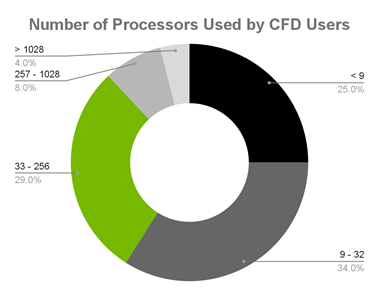 Number of Processors Used by CFD Users
> 1028
4.0%
257 - 1028
8.0%
< 9
25.0%
33 - 256
29.0%
9 - 32
34.0%